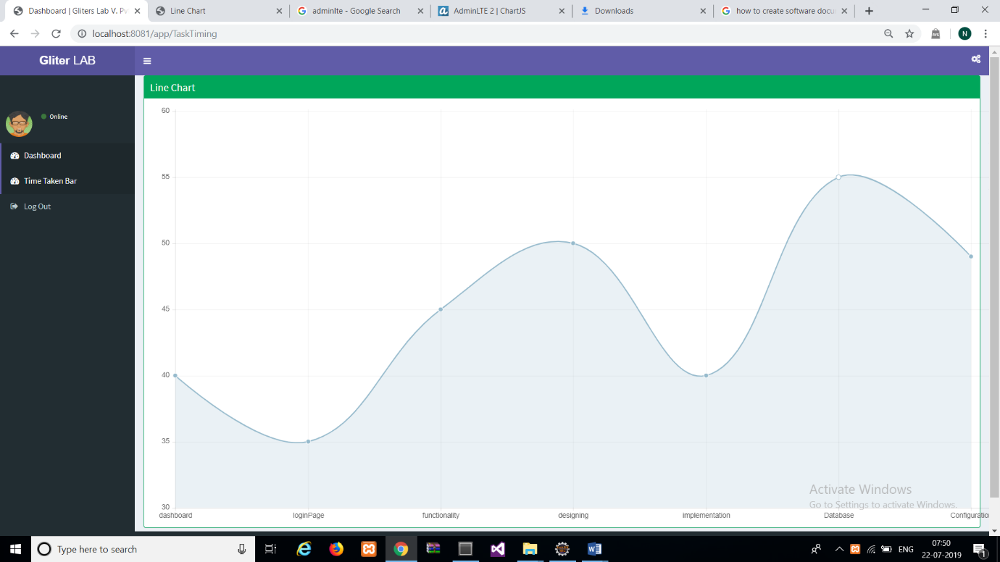 Dashboard | Gliters Lab V. Pv
Line Chart
adminlte - Google Search
AdminLTE 2 | ChartJS
Downloads
how to create software docu
localhost:8081/app/TaskTiming
AVG
N
Gliter LAB
Line Chart
Online
Dashboard
Time Taken Bar
Log Out
60
55
50
45
40
35
30
dashboard loginPage functionality designing implementation Database Configuratio
Activate Windows
Go to Settings to activate Windows.
Type here to search
ENG
07:50
22-07-2019
1